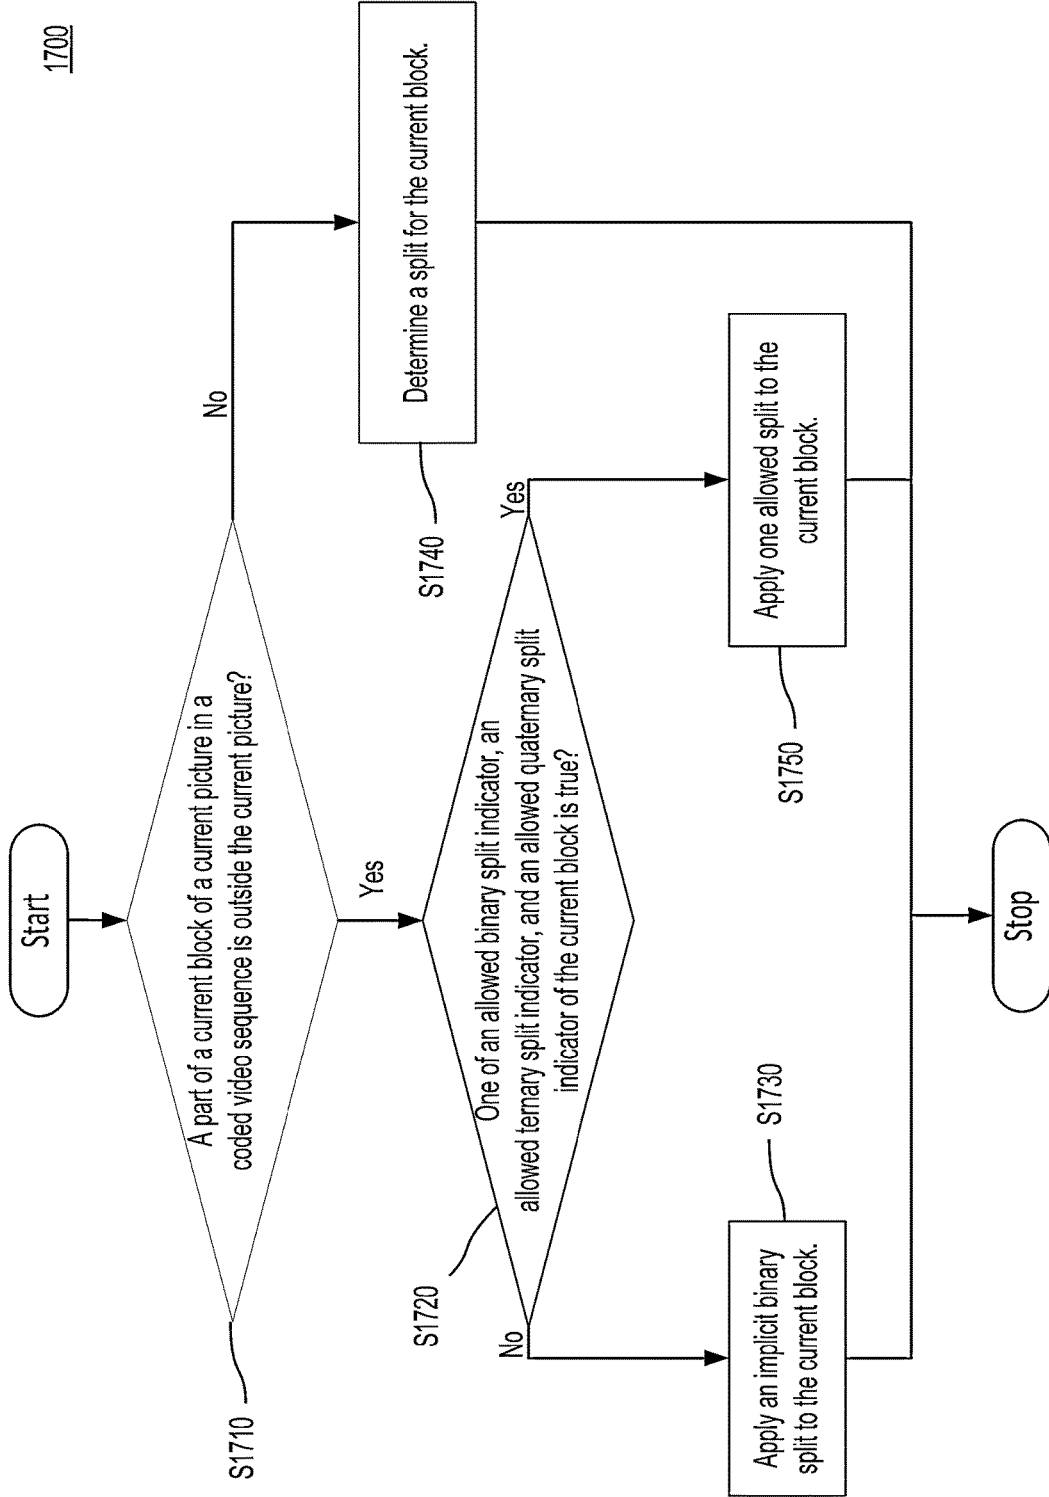 1700
Start
A part of a current block of a current picture in a
coded video sequence is outside the current picture?
S1710
No
Yes
Determine a split for the current block.
S1740
One of an allowed binary split indicator, an
allowed ternary split indicator, and an allowed quaternary split
indicator of the current block is true?
S1720
No
Yes
Apply an implicit binary
split to the current block.
S1730
Apply one allowed split to the
current block.
S1750
Stop